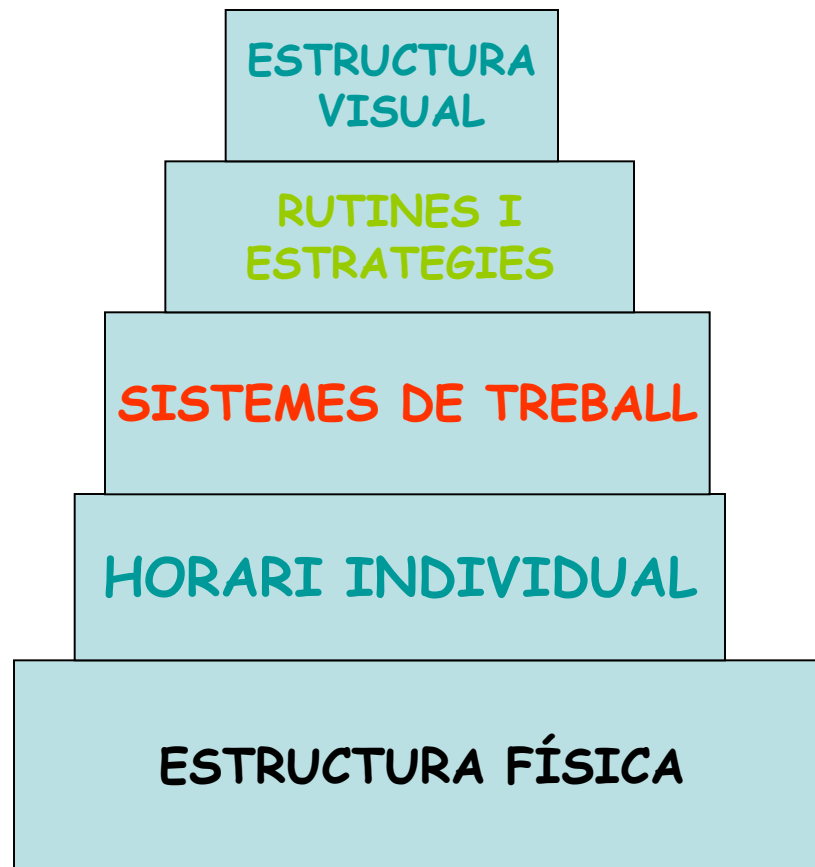 ESTRUCTURA
VISUAL
RUTINES I
ESTRATEGIES
SISTEMES DE TREBALL
HORARI INDIVIDUAL
ESTRUCTURA FÍSICA